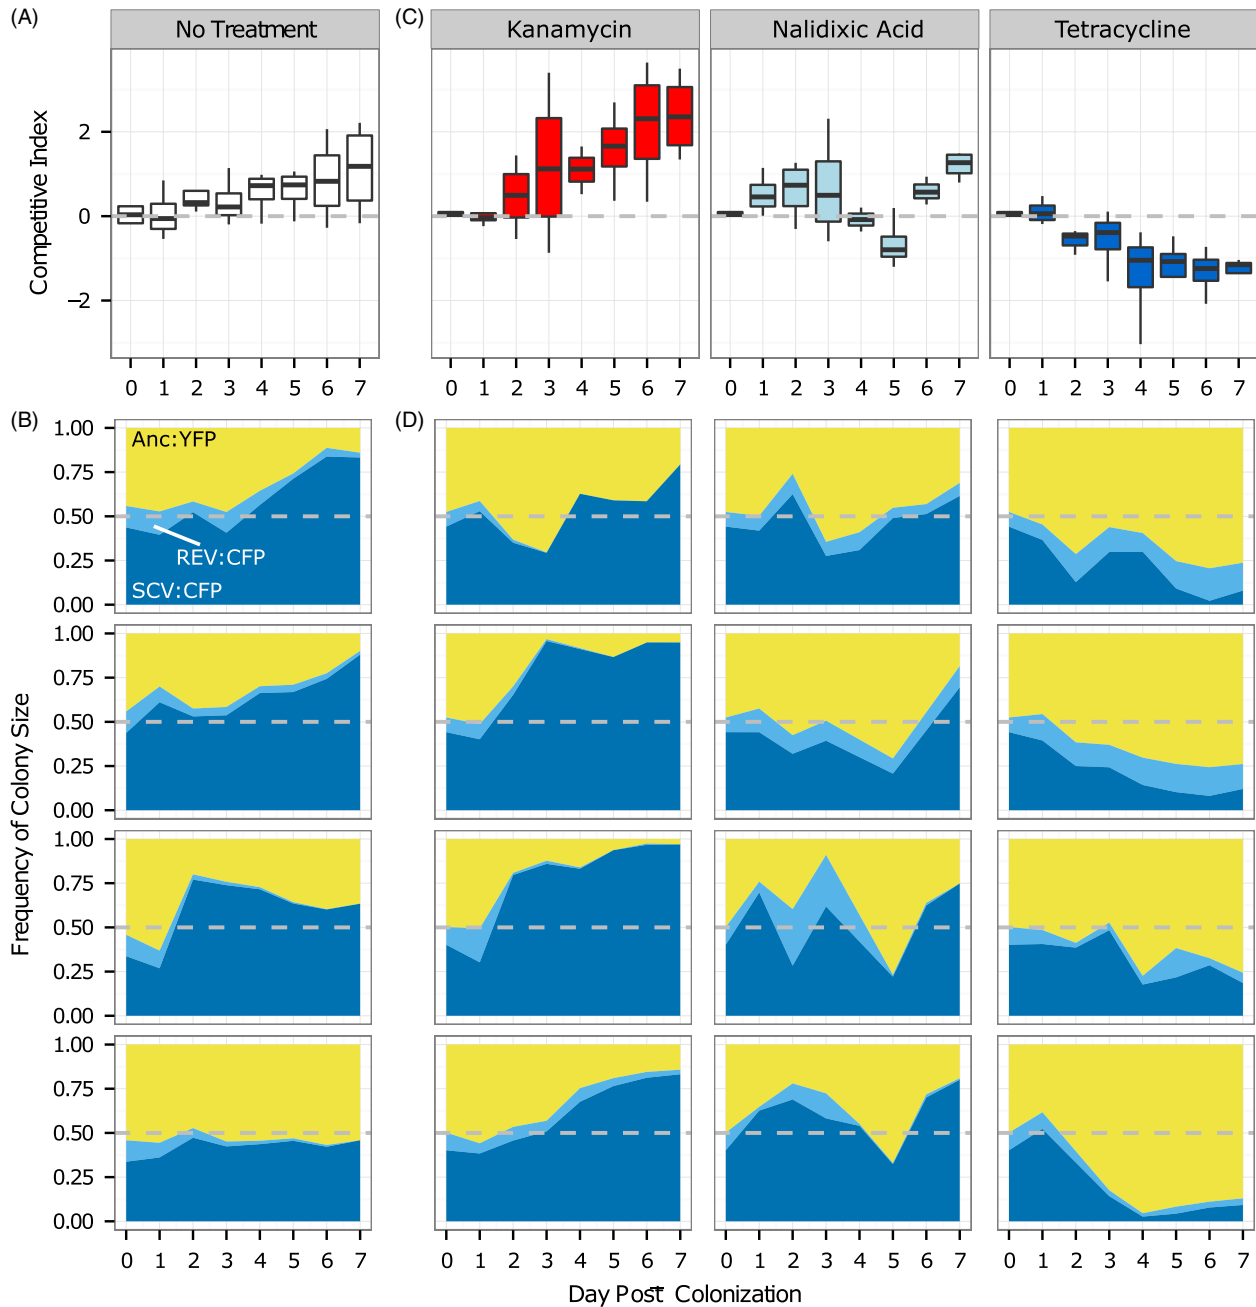 (A)
No Treatment
(C)
Kanamycin
Nalidixic Acid
Tetracycline
Competitive Index
2
0
−2
0 1 2 3 4 5 6 7
0 1 2 3 4 5 6 7
0 1 2 3 4 5 6 7
0 1 2 3 4 5 6 7
(B)
(D)
Frequency of Colony Size
1.00
0.75
0.50
0.25
0.00
Anc:YFP
REV:CFP
SCV:CFP
1.00
0.75
0.50
0.25
0.00
1.00
0.75
0.50
0.25
0.00
1.00
0.75
0.50
0.25
0.00
0 1 2 3 4 5 6 7
0 1 2 3 4 5 6 7
0 1 2 3 4 5 6 7
0 1 2 3 4 5 6 7
Day Post- Colonization